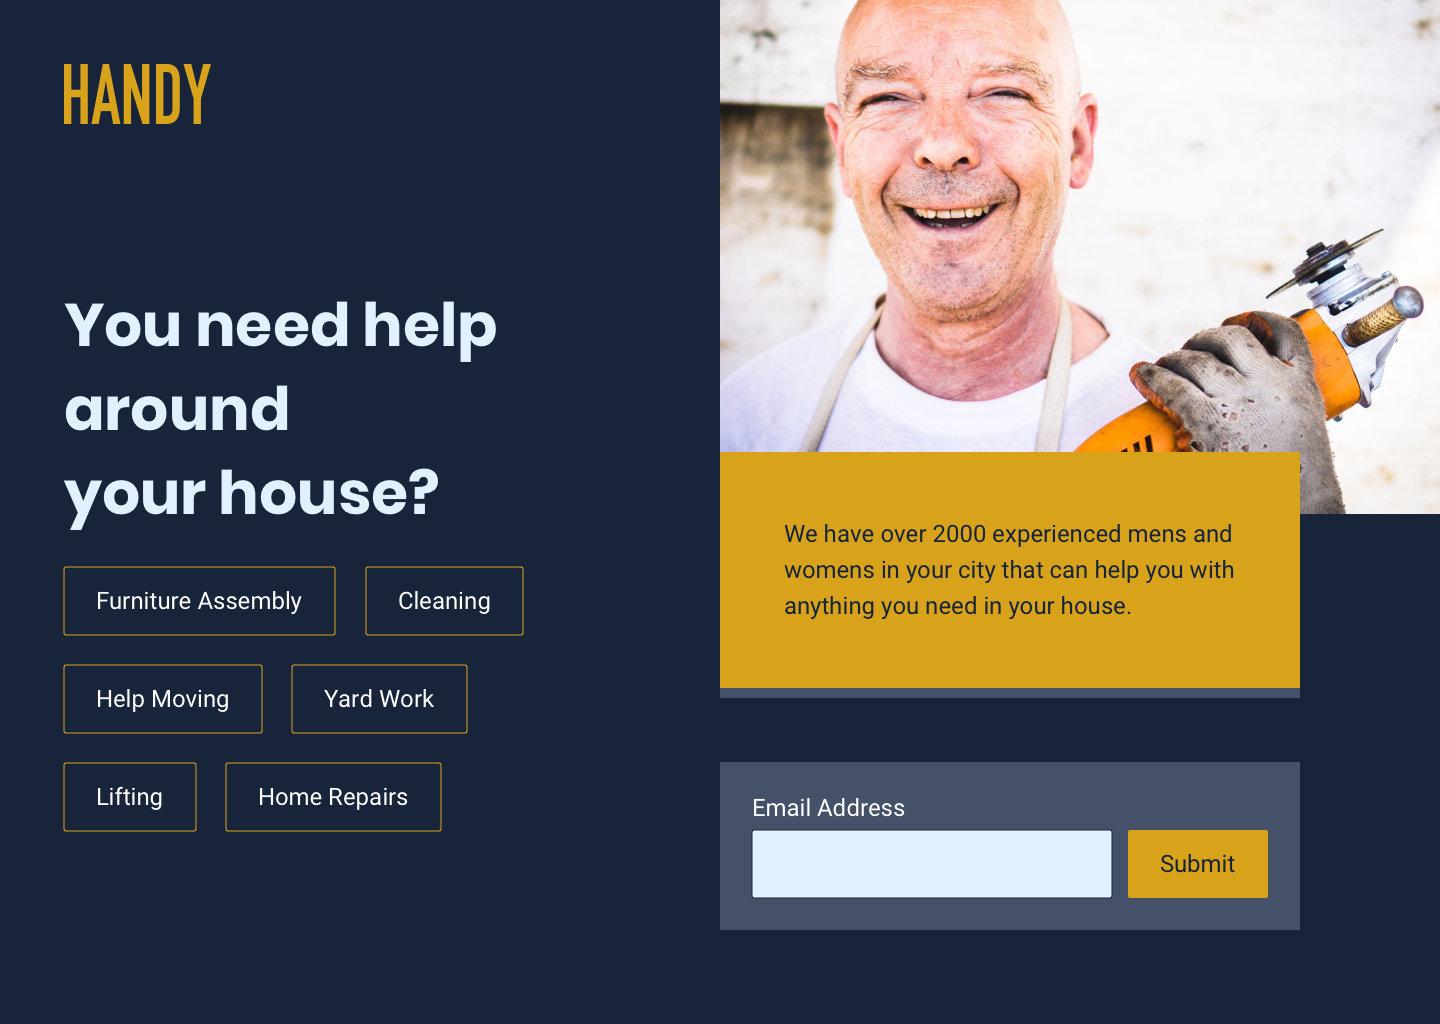 HANDY
You need help
around
your house?
Furniture Assembly
Cleaning
Help Moving
Yard Work
Lifting
Home Repairs
We have over 2000 experienced mens and
womens in your city that can help you with
anything you need in your house.
Email Address
Submit